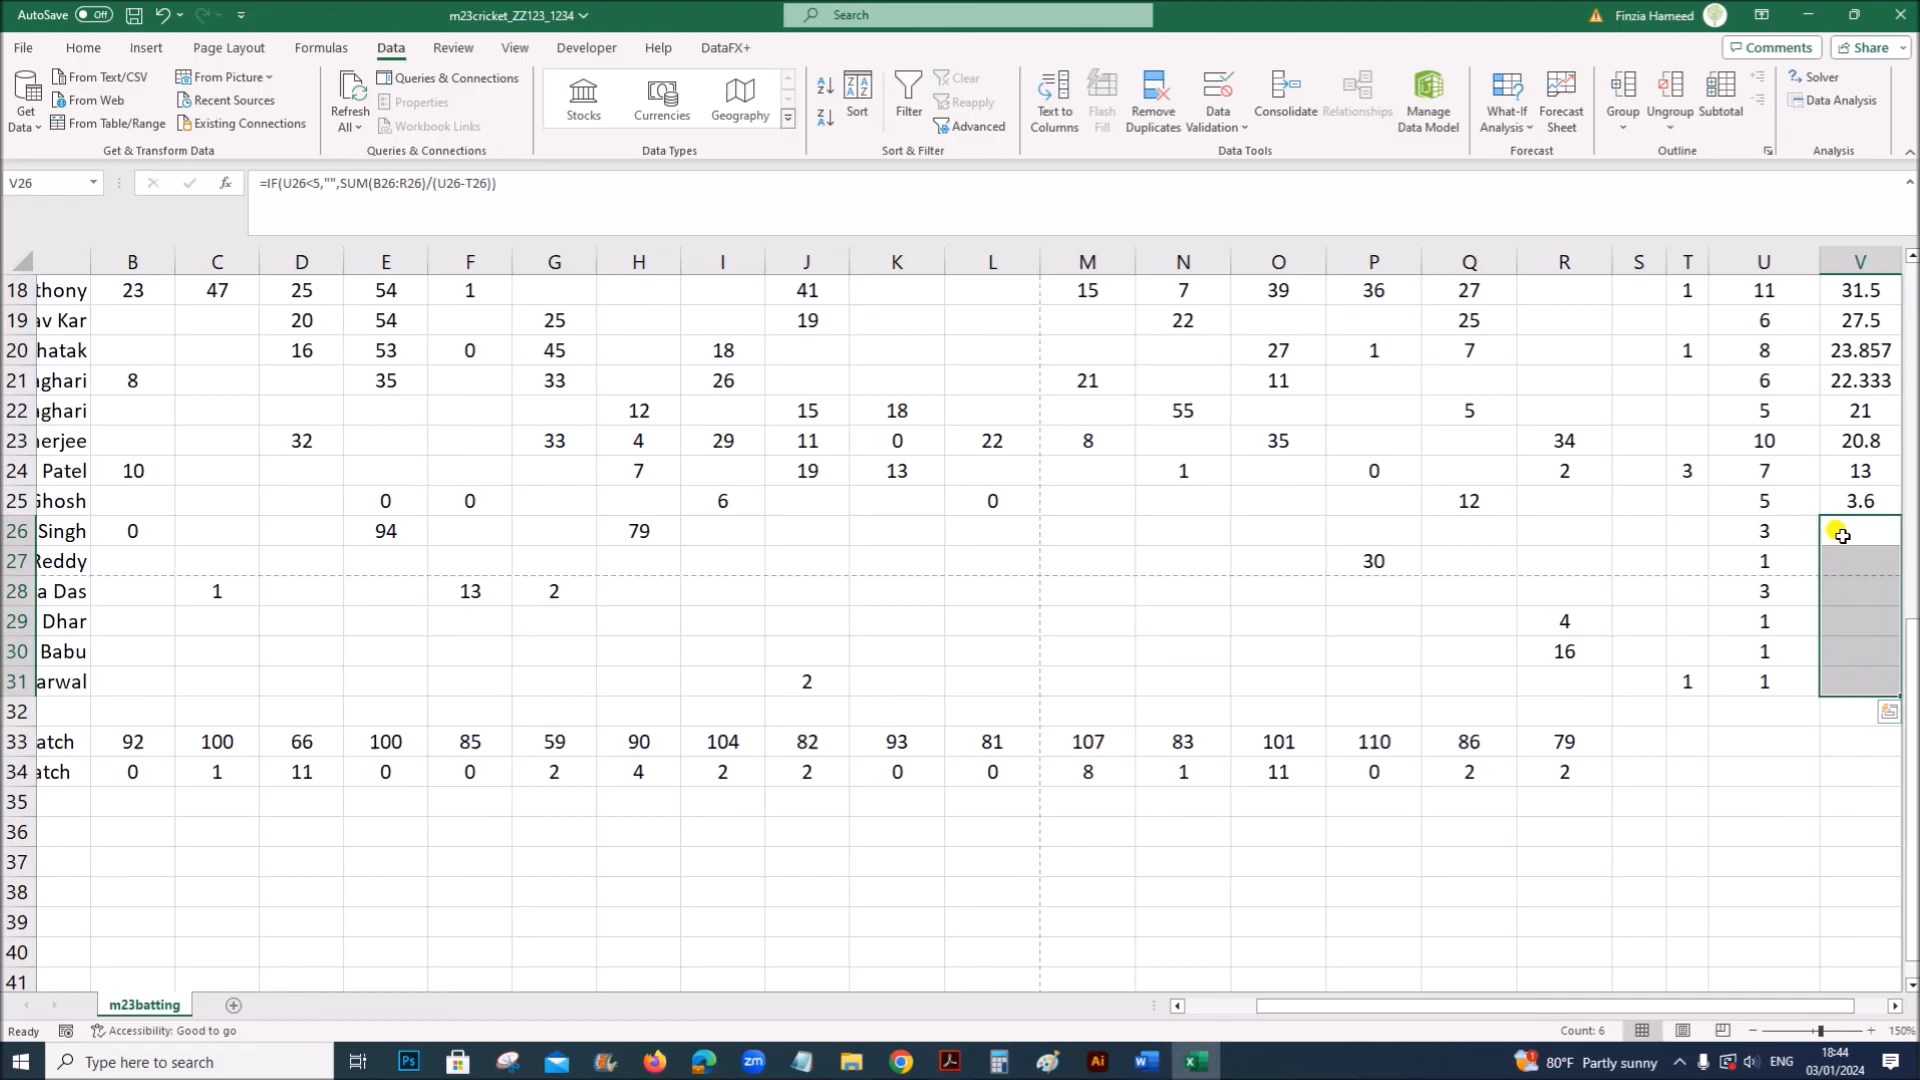 AutoSave Off m23cricket_ZZ123_1234 Search Finzia Hameed
File Home Insert Page Layout Formulas Data Review View Developer Help DataFX+ Comments Share
Get Data From Text/CSV From Picture Refresh All Queries & Connections Stocks Currencies Geography Sort Filter Clear Text to Columns Flash Fill Remove Duplicates Data Validation Consolidate Relationships Manage Data Model What-If Analysis Forecast Sheet Group Ungroup Subtotal Solver
From Web Recent Sources Properties Reapply Data Analysis
From Table/Range Existing Connections Workbook Links Advanced
Get & Transform Data Queries & Connections Data Types Sort & Filter Data Tools Forecast Outline Analysis
V26 fx =IF(U26<5,"",SUM(B26:R26)/(U26-T26))
B C D E F G H I J K L M N O P Q R S T U V
18 thony 23 47 25 54 1 41 15 7 39 36 27 1 11 31.5
19 av Kar 20 54 25 19 22 25 6 27.5
20 hatak 16 53 0 45 18 27 1 7 1 8 23.857
21 ghari 8 35 33 26 21 11 6 22.333
22 ghari 12 15 18 55 5 5 21
23 erjee 32 33 4 29 11 0 22 8 35 34 10 20.8
24 Patel 10 7 19 13 1 0 2 3 7 13
25 Ghosh 0 0 6 0 12 5 3.6
26 Singh 0 94 79 3
27 Reddy 30 1
28 a Das 1 13 2 3
29 Dhar 4 1
30 Babu 16 1
31 arwal 2 1 1
32
33 atch 92 100 66 100 85 59 90 104 82 93 81 107 83 101 110 86 79
34 atch 0 1 11 0 0 2 4 2 2 0 0 8 1 11 0 2 2
35
36
37
38
39
40
41
m23batting
Ready Accessibility: Good to go Count: 6 150%
Type here to search Ps zm Ai W X 80°F Partly sunny ENG 18:44
03/01/2024